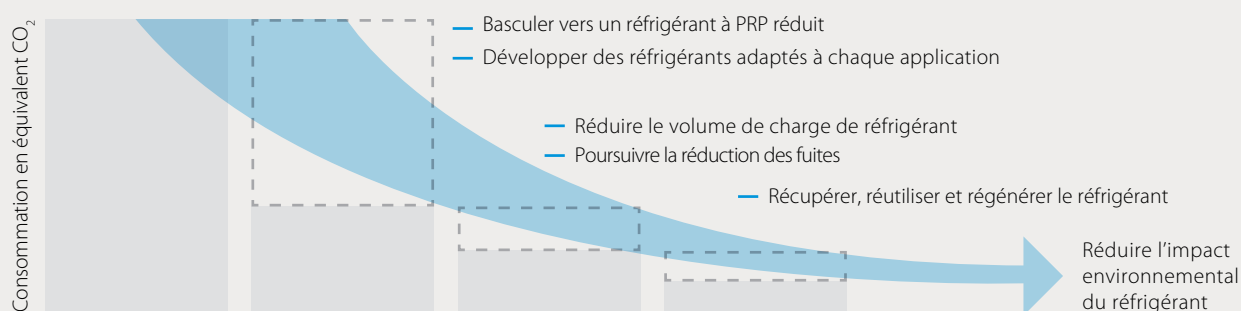 Consommation en équivalent CO₂
— Basculer vers un réfrigérant à PRP réduit
— Développer des réfrigérants adaptés à chaque application
— Réduire le volume de charge de réfrigérant
— Poursuivre la réduction des fuites
— Récupérer, réutiliser et régénérer le réfrigérant
Réduire l’impact
environnemental
du réfrigérant